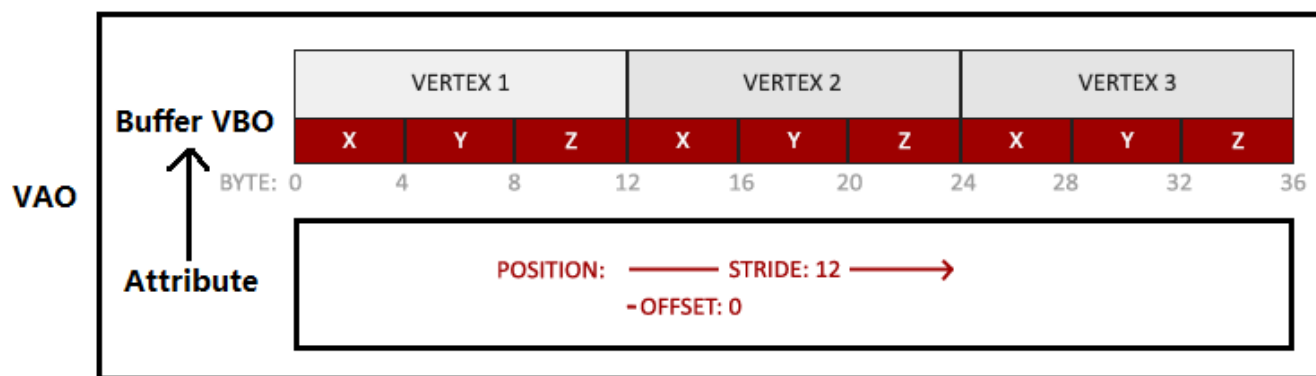 VERTEX 1 VERTEX 2 VERTEX 3
Buffer VBO
X Y Z X Y Z X Y Z
BYTE: 0 4 8 12 16 20 24 28 32 36
VAO
Attribute
POSITION: STRIDE: 12
-OFFSET: 0